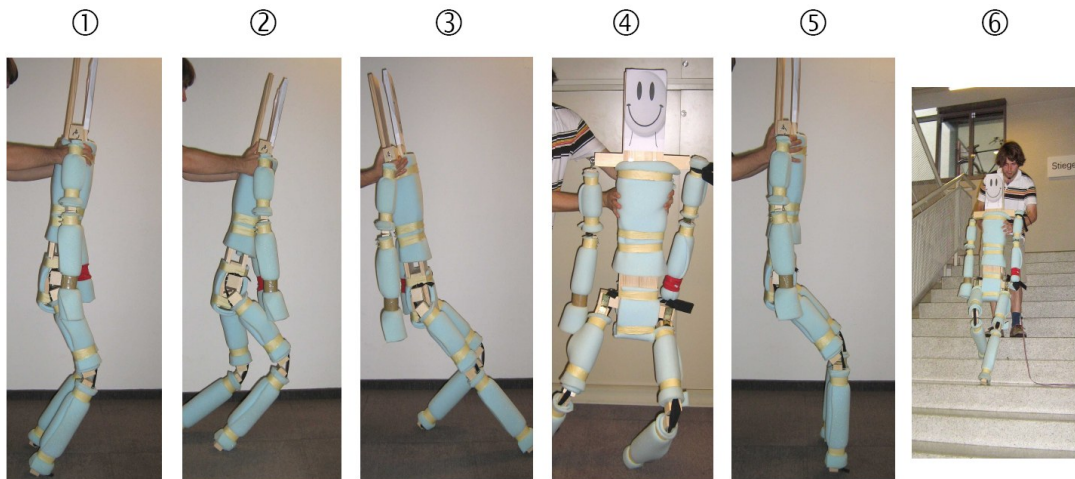 ① ② ③ ④ ⑤ ⑥
Stiege